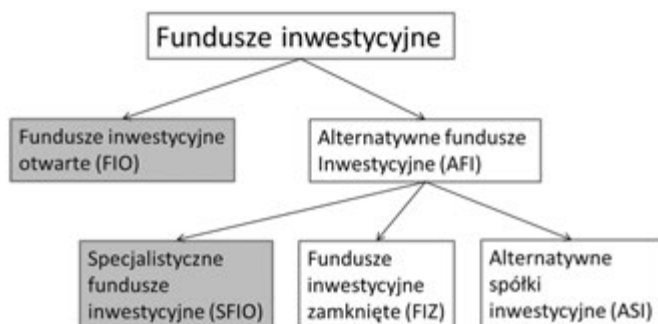 Fundusze inwestycyjne
Fundusze inwestycyjne
otwarte (FIO)
Alternatywne fundusze
Inwestycyjne (AFI)
Specjalistyczne
fundusze
inwestycyjne (SFIO)
Fundusze
inwestycyjne
zamknięte (FIZ)
Alternatywne
spółki
inwestycyjne (ASI)